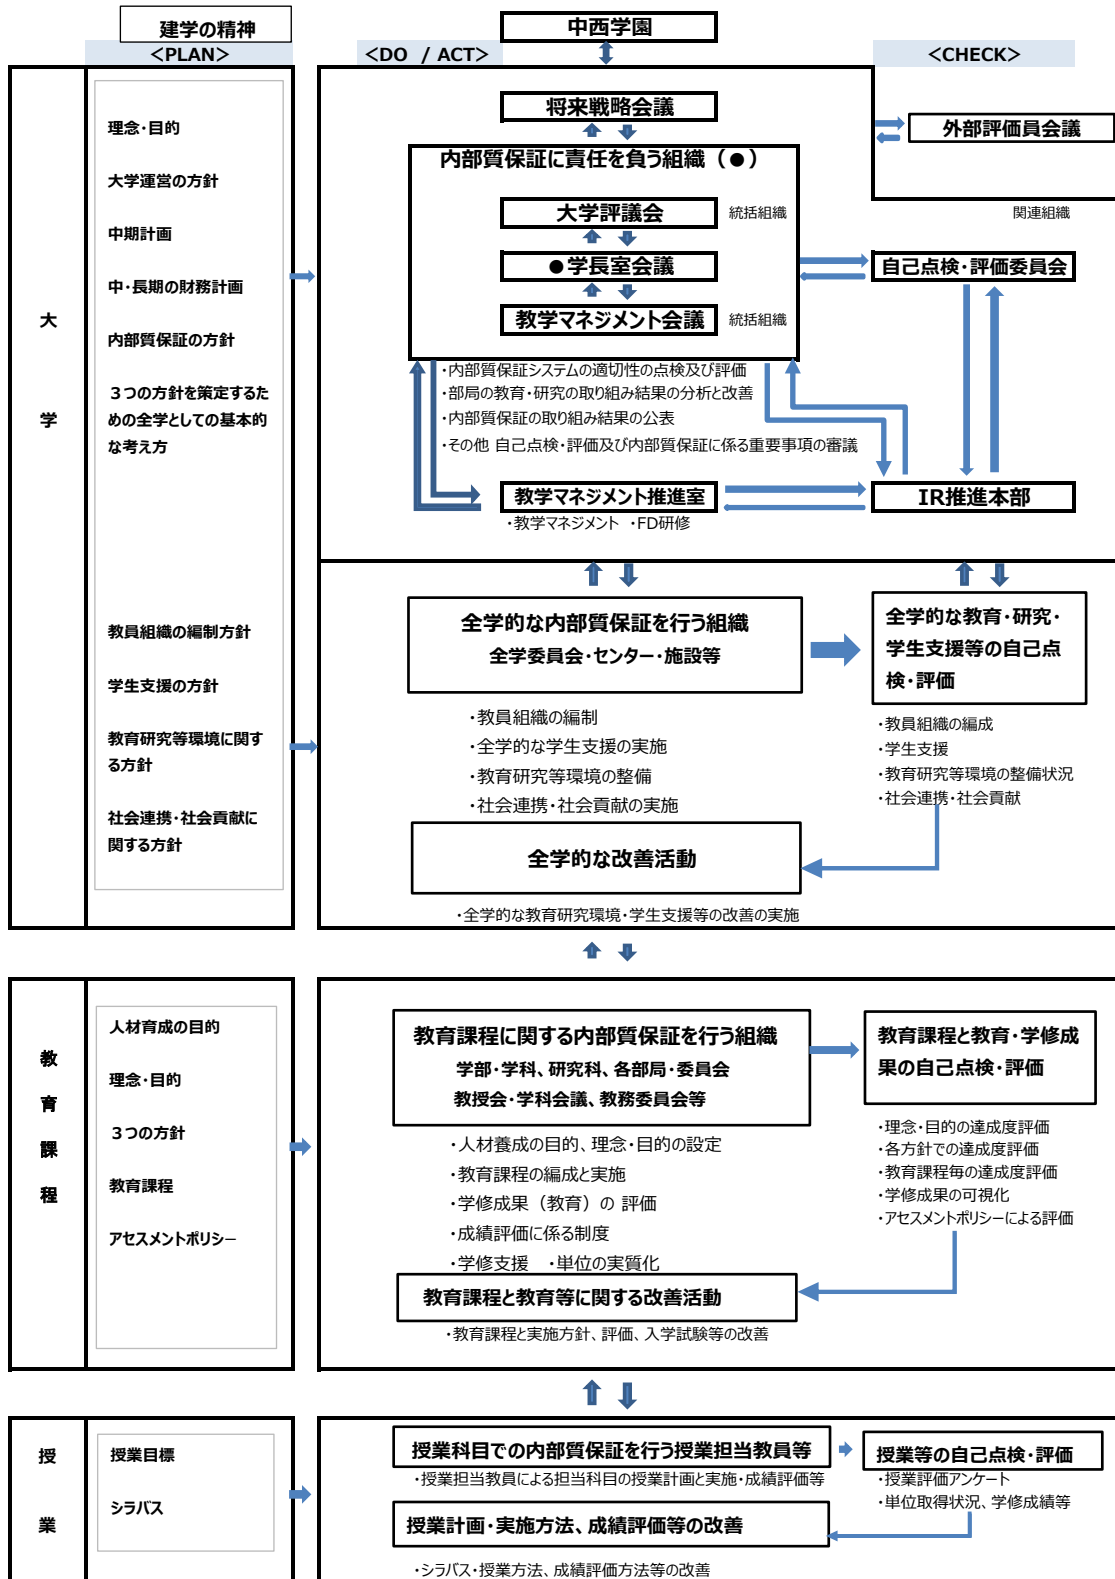 建学の精神
中西学園
<PLAN>
<DO / ACT>
<CHECK>
大
学
理念・目的
大学運営の方針
中期計画
中・長期の財務計画
内部質保証の方針
３つの方針を策定するた
めの全学としての基本的
な考え方
教員組織の編制方針
学生支援の方針
教育研究等環境に関す
る方針
社会連携・社会貢献に
関する方針
将来戦略会議
外部評価員会議
内部質保証に責任を負う組織（●）
大学評議会
統括組織
関連組織
●学長室会議
自己点検・評価委員会
教学マネジメント会議
統括組織
・内部質保証システムの適切性の点検及び評価
・部局の教育・研究の取り組み結果の分析と改善
・内部質保証の取り組み結果の公表
・その他 自己点検・評価及び内部質保証に係る重要事項の審議
教学マネジメント推進室
IR推進本部
・教学マネジメント ・FD研修
全学的な内部質保証を行う組織
全学委員会・センター・施設等
全学的な教育・研究・
学生支援等の自己点
検・評価
・教員組織の編制
・全学的な学生支援の実施
・教育研究等環境の整備
・社会連携・社会貢献の実施
・教員組織の編成
・学生支援
・教育研究等環境の整備状況
・社会連携・社会貢献
全学的な改善活動
・全学的な教育研究環境・学生支援等の改善の実施
教
育
課
程
人材育成の目的
理念・目的
３つの方針
教育課程
アセスメントポリシー
教育課程に関する内部質保証を行う組織
学部・学科、研究科、各部局・委員会
教授会・学科会議、教務委員会等
教育課程と教育・学修成
果の自己点検・評価
・人材養成の目的、理念・目的の設定
・教育課程の編成と実施
・学修成果（教育）の 評価
・成績評価に係る制度
・学修支援 ・単位の実質化
・理念・目的の達成度評価
・各方針での達成度評価
・教育課程毎の達成度評価
・学修成果の可視化
・アセスメントポリシーによる評価
教育課程と教育等に関する改善活動
・教育課程と実施方針、評価、入学試験等の改善
授
業
授業目標
シラバス
授業科目での内部質保証を行う授業担当教員等
授業等の自己点検・評価
・授業担当教員による担当科目の授業計画と実施・成績評価等
・授業評価アンケート
・単位取得状況、学修成績等
授業計画・実施方法、成績評価等の改善
・シラバス・授業方法、成績評価方法等の改善